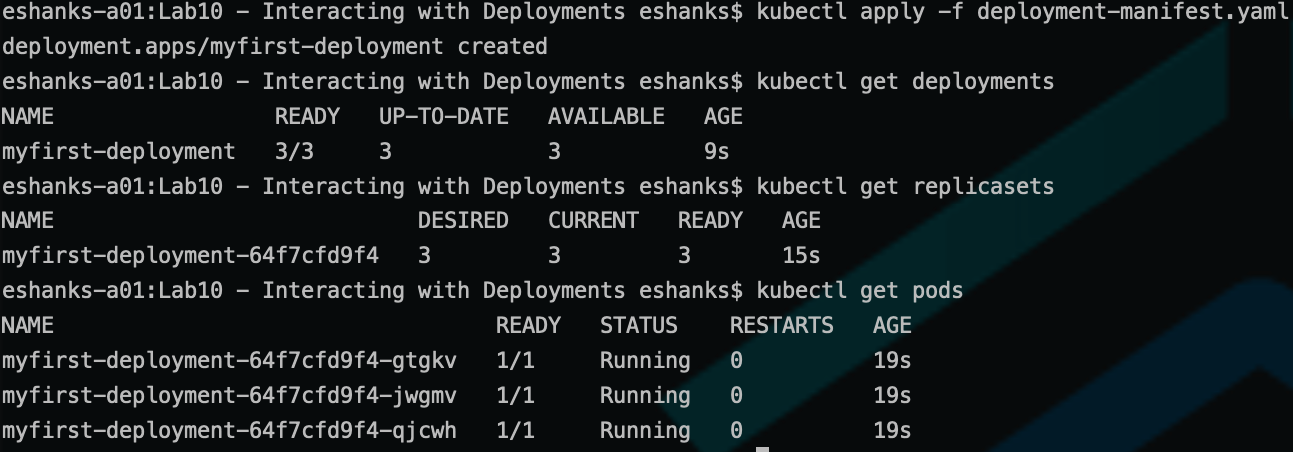 eshanks-a01:Lab10 - Interacting with Deployments eshanks$ kubectl apply -f deployment-manifest.yaml
deployment.apps/myfirst-deployment created
eshanks-a01:Lab10 - Interacting with Deployments eshanks$ kubectl get deployments
NAME                 READY   UP-TO-DATE   AVAILABLE   AGE
myfirst-deployment   3/3     3            3           9s
eshanks-a01:Lab10 - Interacting with Deployments eshanks$ kubectl get replicasets
NAME                            DESIRED   CURRENT   READY   AGE
myfirst-deployment-64f7cfd9f4   3         3         3       15s
eshanks-a01:Lab10 - Interacting with Deployments eshanks$ kubectl get pods
NAME                                  READY   STATUS    RESTARTS   AGE
myfirst-deployment-64f7cfd9f4-gtgkv   1/1     Running   0          19s
myfirst-deployment-64f7cfd9f4-jwgmv   1/1     Running   0          19s
myfirst-deployment-64f7cfd9f4-qjcwh   1/1     Running   0          19s